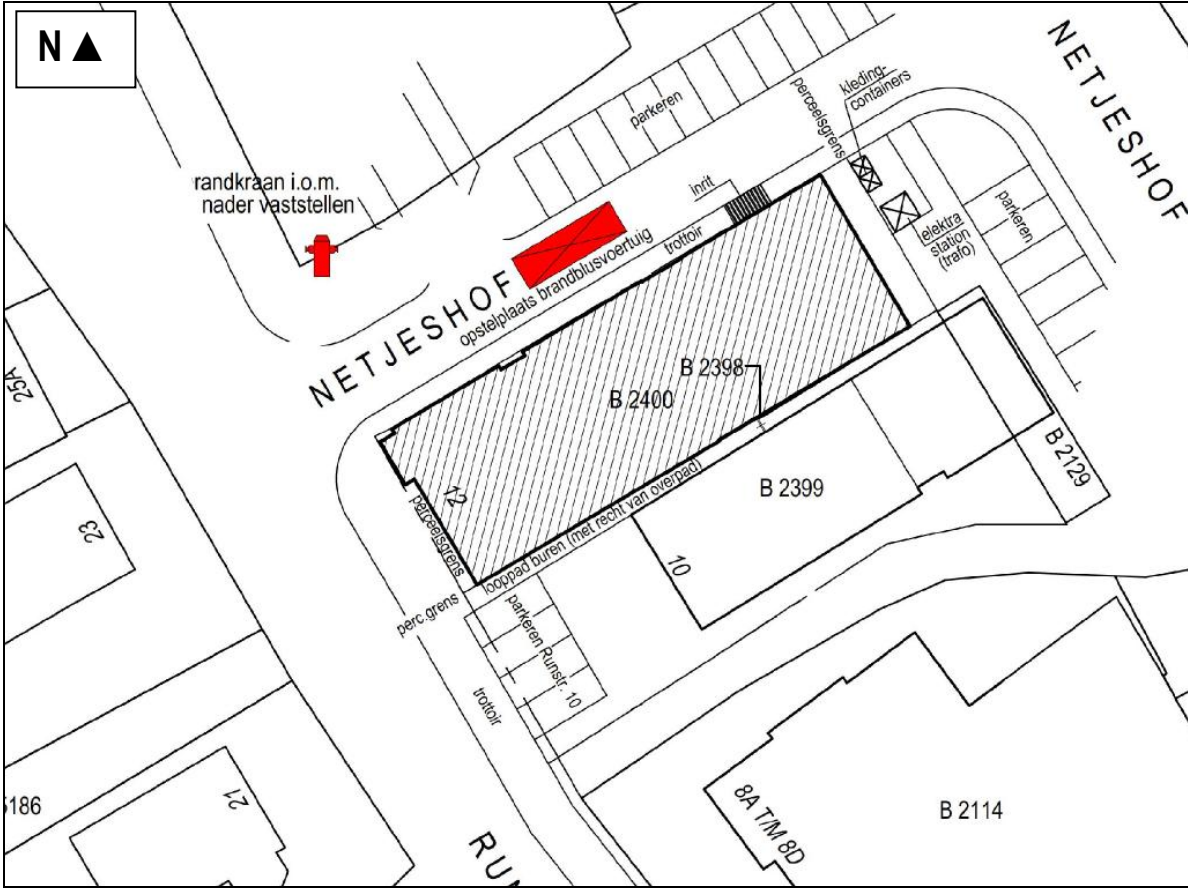 N
NETJESHOF
kleding-
containers
perceelsgrens
parkeren
randkraan i.o.m.
nader vaststellen
inrit
parkeren
elektra
station
(trafo)
trottoir
opstelplaats brandblusvoertuig
NETJESHOF
25A
B 2398
B 2400
B 2129
B 2399
12
perceelsgrens
23
looppad buren (met recht van overpad)
10
perc.grens
parkeren Runstr. 10
trottoir
5186
21
8A T/M 8D
B 2114
RUN